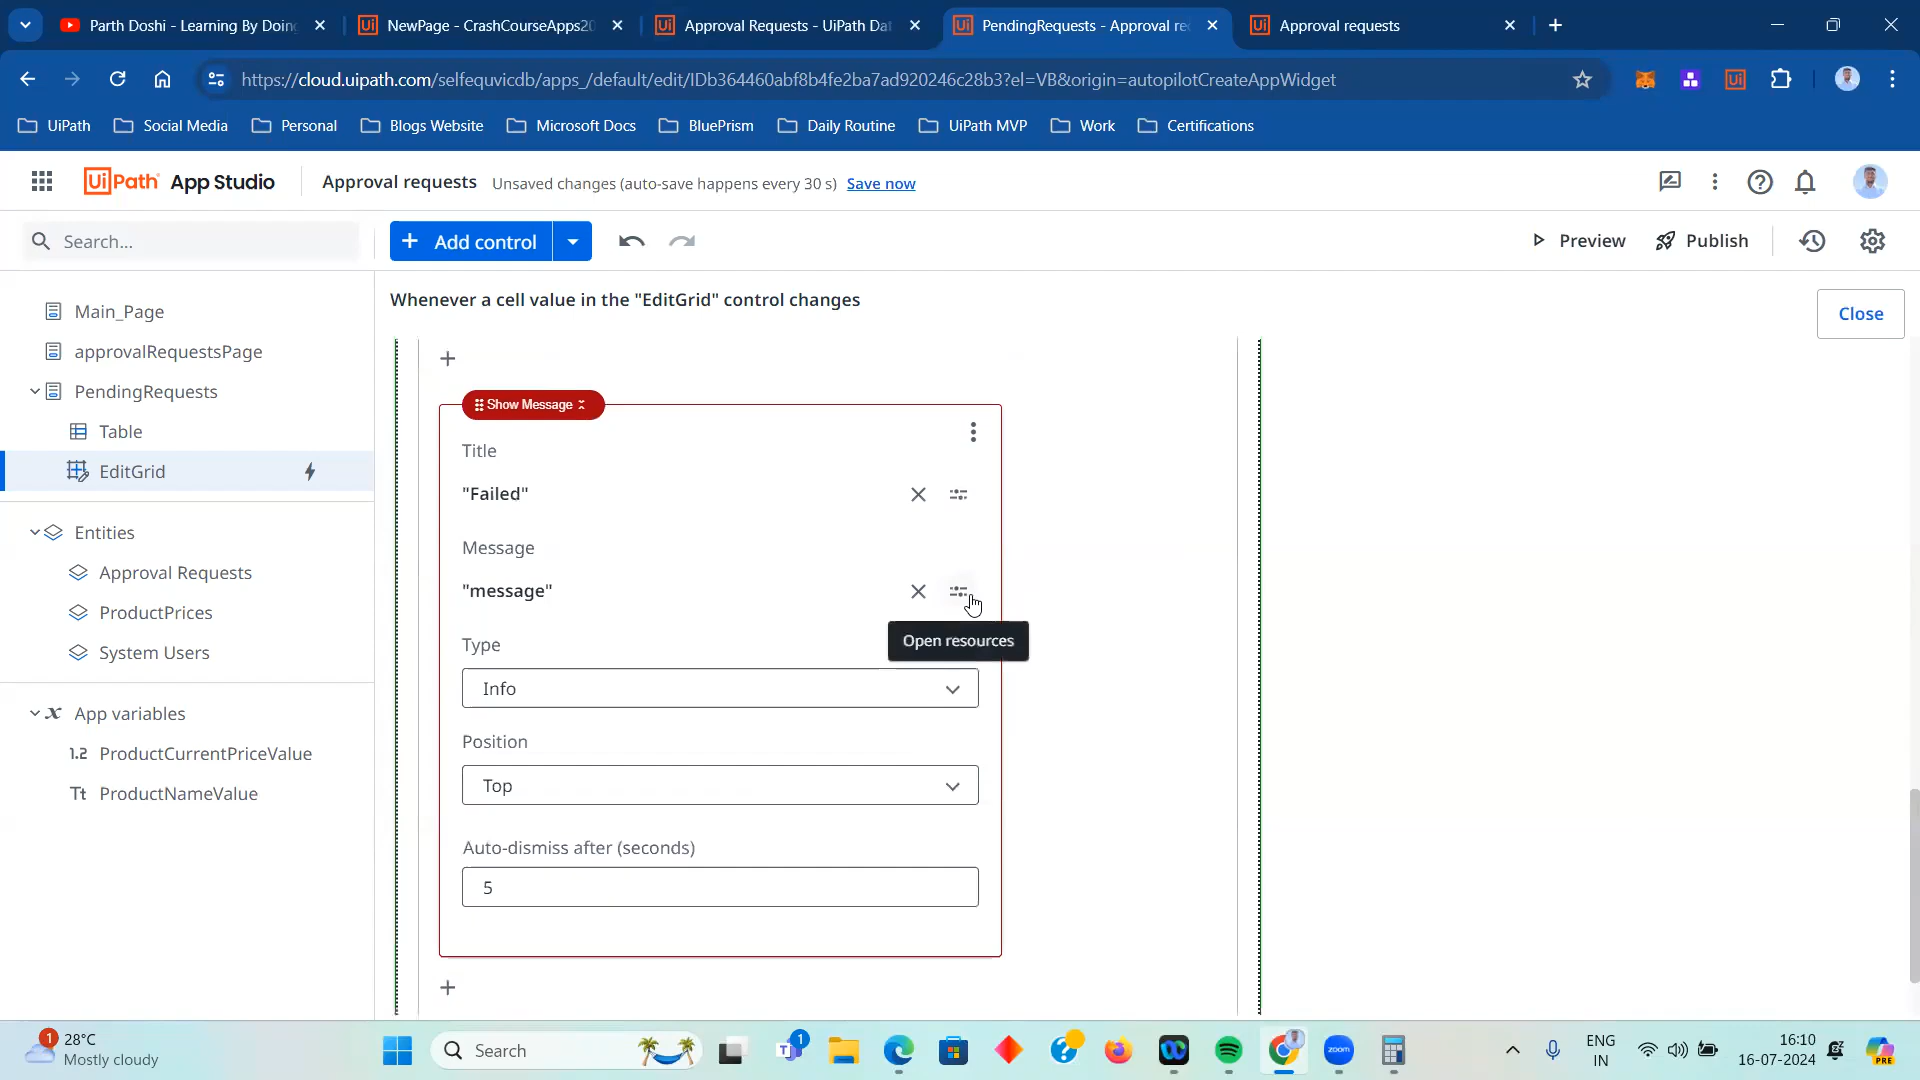 Parth Doshi - Learning By Doing
NewPage - CrashCourseApps20
Approval Requests - UiPath Dat
PendingRequests - Approval re
Approval requests
https://cloud.uipath.com/selfequvicdb/apps_/default/edit/IDb364460abf8b4fe2ba7ad920246c28b3?el=VB&origin=autopilotCreateAppWidget
UiPath
Social Media
Personal
Blogs Website
Microsoft Docs
BluePrism
Daily Routine
UiPath MVP
Work
Certifications
UiPath App Studio
Approval requests
Unsaved changes (auto-save happens every 30 s) Save now
Search...
Add control
Preview
Publish
Main_Page
approvalRequestsPage
PendingRequests
Table
EditGrid
Entities
Approval Requests
ProductPrices
System Users
App variables
1.2 ProductCurrentPriceValue
Tt ProductNameValue
Whenever a cell value in the "EditGrid" control changes
Close
Show Message
Title
"Failed"
Message
"message"
Open resources
Type
Info
Position
Top
Auto-dismiss after (seconds)
5
1
28°C
Mostly cloudy
Search
1
zoom
ENG
IN
16:10
16-07-2024
PRE